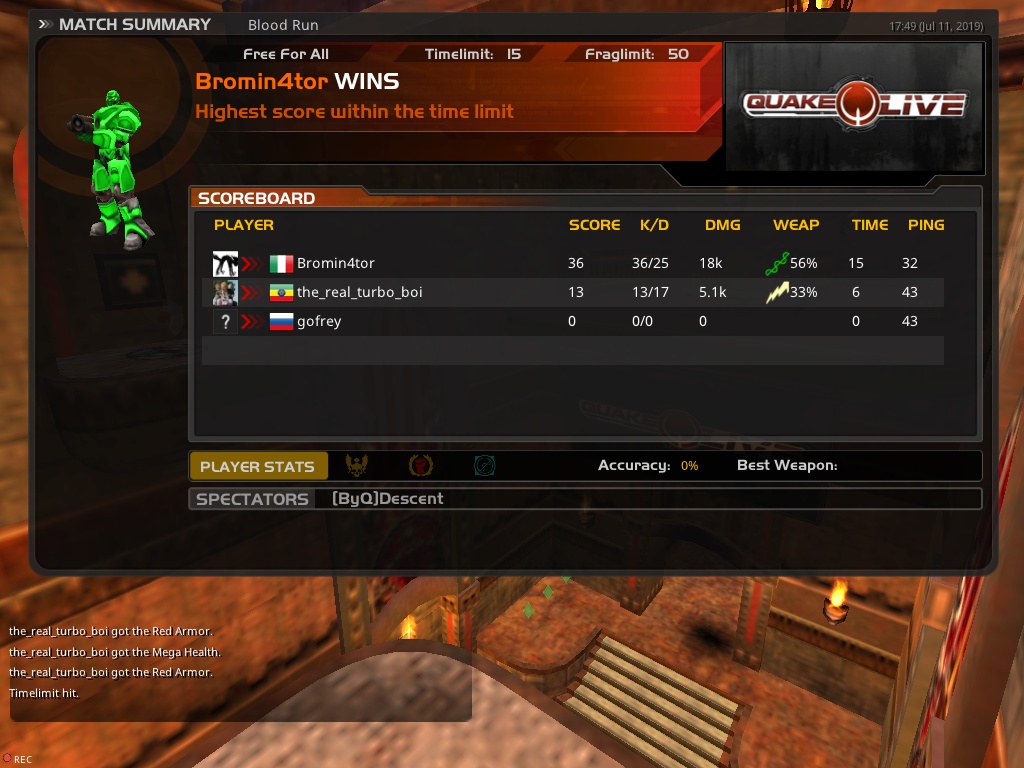 MATCH SUMMARY Blood Run 17:49 (Jul 11, 2019)
Free For All Timelimit: 15 Fraglimit: 50
Bromin4tor WINS
Highest score within the time limit
QUAKE LIVE
SCOREBOARD
PLAYER SCORE K/D DMG WEAP TIME PING
Bromin4tor 36 36/25 18k 56% 15 32
the_real_turbo_boi 13 13/17 5.1k 33% 6 43
? gofrey 0 0/0 0 0 43
PLAYER STATS Accuracy: 0% Best Weapon:
SPECTATORS [ByQ]Descent
the_real_turbo_boi got the Red Armor.
the_real_turbo_boi got the Mega Health.
the_real_turbo_boi got the Red Armor.
Timelimit hit.
REC